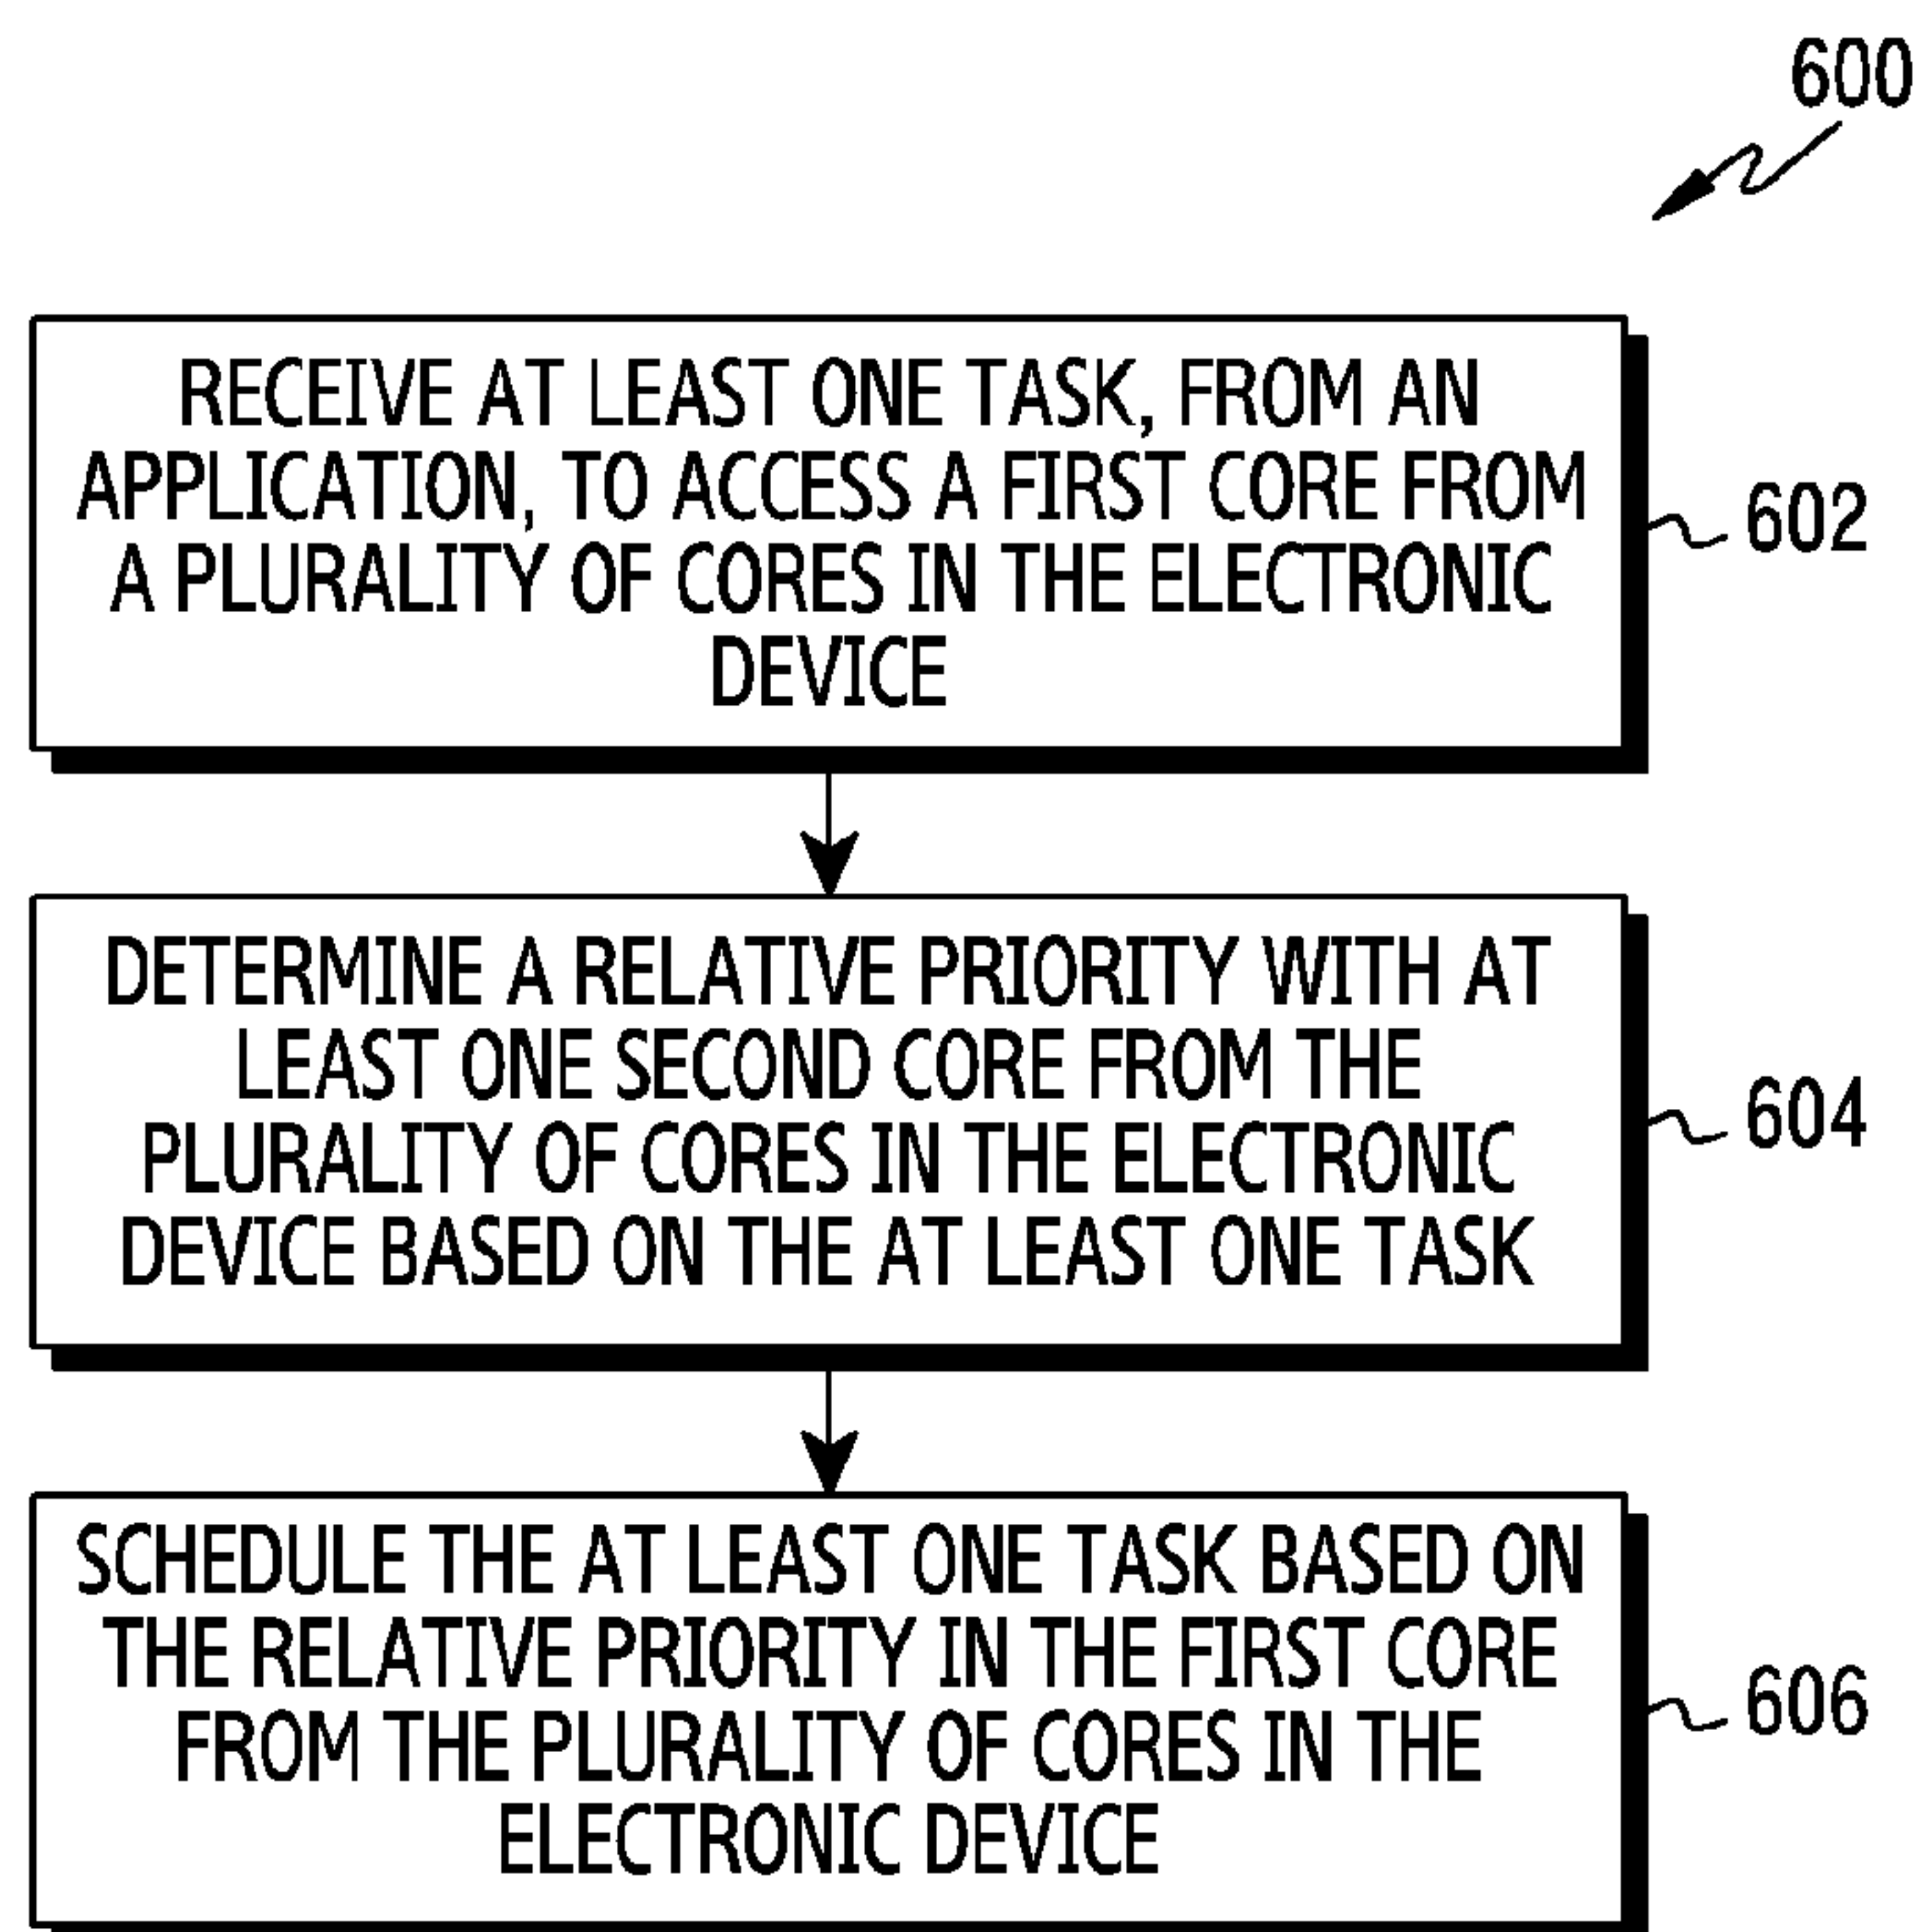 600
RECEIVE AT LEAST ONE TASK, FROM AN
APPLICATION, TO ACCESS A FIRST CORE FROM
A PLURALITY OF CORES IN THE ELECTRONIC
DEVICE
602
DETERMINE A RELATIVE PRIORITY WITH AT
LEAST ONE SECOND CORE FROM THE
PLURALITY OF CORES IN THE ELECTRONIC
DEVICE BASED ON THE AT LEAST ONE TASK
604
SCHEDULE THE AT LEAST ONE TASK BASED ON
THE RELATIVE PRIORITY IN THE FIRST CORE
FROM THE PLURALITY OF CORES IN THE
ELECTRONIC DEVICE
606